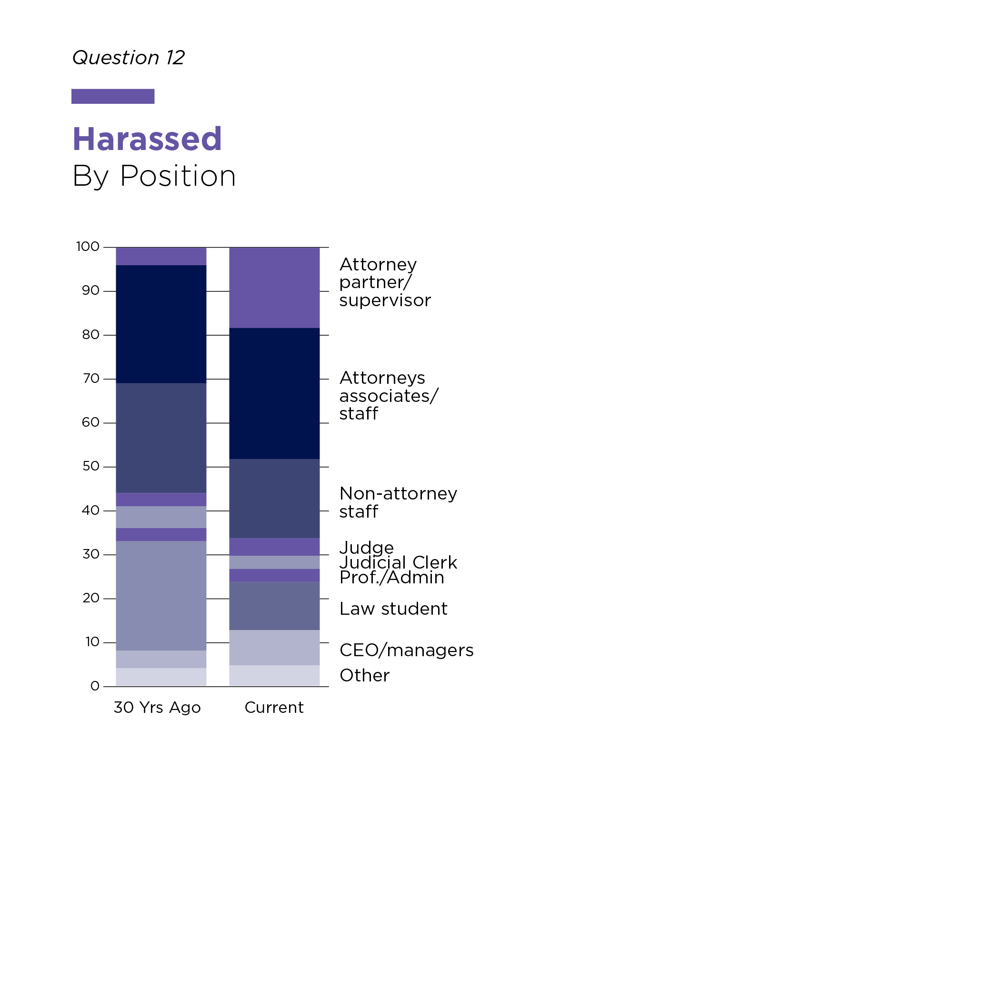 Question 12
Harassed
By Position
100
90
80
70
60
50
40
30
20
10
0
Attorney
partner/
supervisor
Attorneys
associates/
staff
Non-attorney
staff
Judge
Judicial Clerk
Prof./Admin
Law student
CEO/managers
Other
30 Yrs Ago
Current